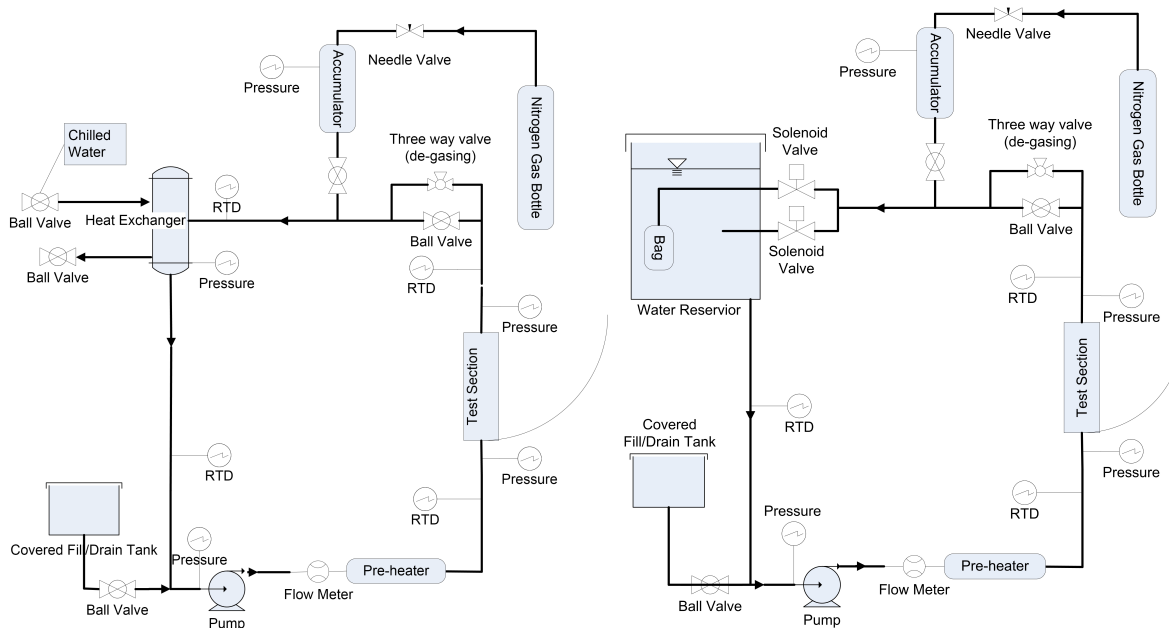 Needle Valve
Accumulator
Pressure
Nitrogen Gas Bottle
Chilled
Water
Three way valve
(de-gasing)
Ball Valve
Heat Exchanger
RTD
Ball Valve
Ball Valve
Pressure
RTD
Pressure
Test Section
RTD
Pressure
RTD
Covered Fill/Drain Tank
Pressure
Pre-heater
Flow Meter
Ball Valve
Pump
Needle Valve
Accumulator
Pressure
Nitrogen Gas Bottle
Solenoid
Valve
Three way valve
(de-gasing)
Ball Valve
Bag
Solenoid
Valve
RTD
Water Reservior
Pressure
Test Section
RTD
Covered
Fill/Drain Tank
Pressure
RTD
Pressure
Pre-heater
Flow Meter
Ball Valve
Pump